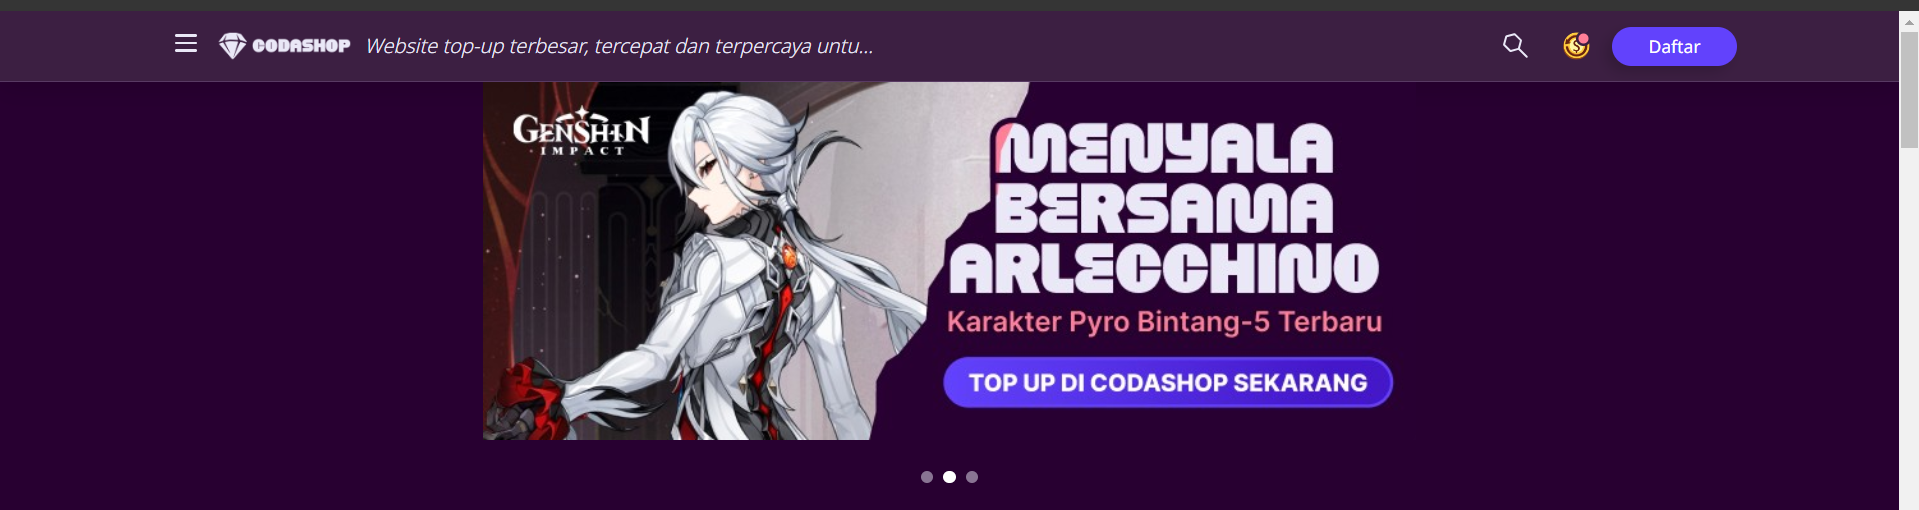 CODASHOP
Website top-up terbesar, tercepat dan terpercaya untu...
Daftar
GENSHIN
IMPACT
MENYALA
BERSAMA
ARLECCHINO
Karakter Pyro Bintang-5 Terbaru
TOP UP DI CODASHOP SEKARANG